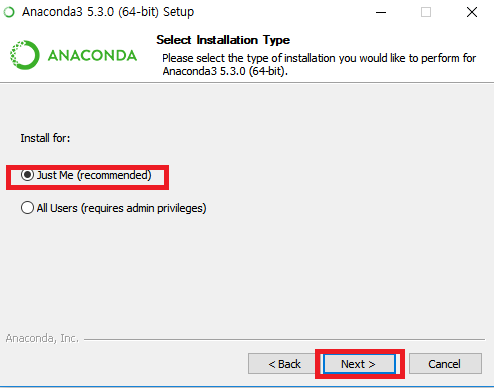 Anaconda3 5.3.0 (64-bit) Setup
ANACONDA
Select Installation Type
Please select the type of installation you would like to perform for
Anaconda3 5.3.0 (64-bit).
Install for:
Just Me (recommended)
All Users (requires admin privileges)
Anaconda, Inc.
< Back Next > Cancel